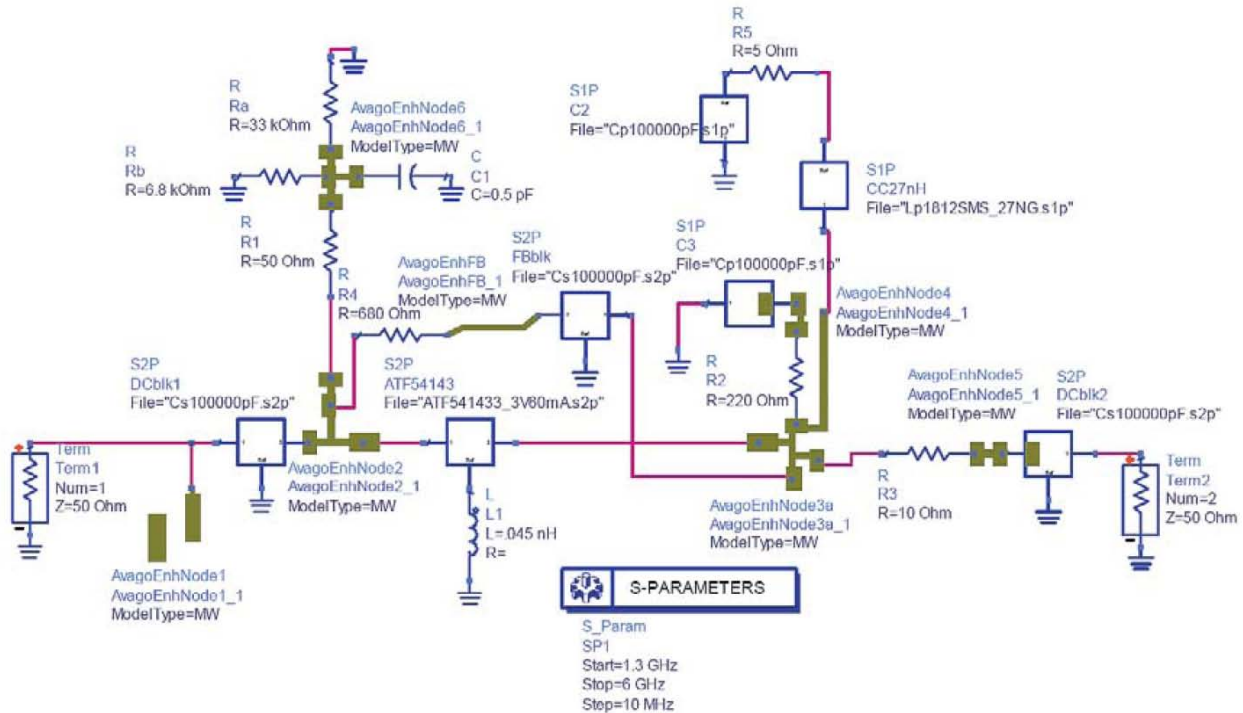 R
R5
R=5 Ohm
R
Ra
R=33 kOhm
AvagoEnhNode6
AvagoEnhNode6_1
ModelType=MW
S1P
C2
File="Cp100000pF.s1p"
R
Rb
R=6.8 kOhm
C
C1
C=0.5 pF
S1P
CC27nH
File="Lp1812SMS_27NG.s1p"
R
R1
R=50 Ohm
S2P
FBblk
File="Cs100000pF.s2p"
S1P
C3
File="Cp100000pF.s1p"
AvagoEnhFB
AvagoEnhFB_1
ModelType=MW
R
R4
R=680 Ohm
AvagoEnhNode4
AvagoEnhNode4_1
ModelType=MW
S2P
DCblk1
File="Cs100000pF.s2p"
S2P
ATF54143
File="ATF541433_3V60mA.s2p"
R
R2
R=220 Ohm
AvagoEnhNode5
AvagoEnhNode5_1
ModelType=MW
S2P
DCblk2
File="Cs100000pF.s2p"
Term
Term1
Num=1
Z=50 Ohm
AvagoEnhNode2
AvagoEnhNode2_1
ModelType=MW
L
L1
L=.045 nH
R=
AvagoEnhNode3a
AvagoEnhNode3a_1
ModelType=MW
R
R3
R=10 Ohm
Term
Term2
Num=2
Z=50 Ohm
AvagoEnhNode1
AvagoEnhNode1_1
ModelType=MW
S-PARAMETERS
S_Param
SP1
Start=1.3 GHz
Stop=6 GHz
Step=10 MHz